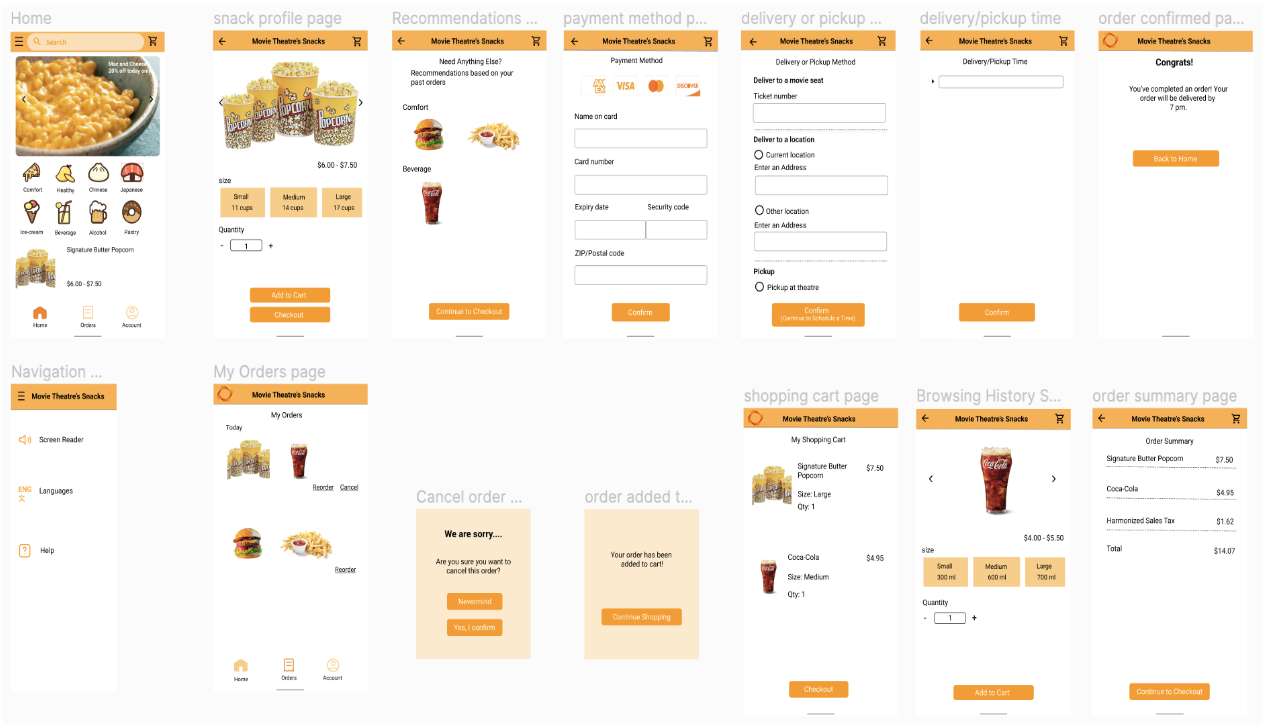 Home
Search
Mac and Cheese
20% off today only
Comfort
Healthy
Chinese
Japanese
Ice-cream
Beverage
Alcohol
Pastry
Signature Butter Popcorn
$6.00 - $7.50
Home
Orders
Account
snack profile page
Movie Theatre's Snacks
POPCORN
POPCORN
POPCORN
POPCORN
$6.00 - $7.50
size
Small
11 cups
Medium
14 cups
Large
17 cups
Quantity
- 1 +
Add to Cart
Checkout
Recommendations ...
Movie Theatre's Snacks
Need Anything Else?
Recommendations based on your
past orders
Comfort
Beverage
Coca-Cola
Continue to Checkout
payment method p...
Movie Theatre's Snacks
Payment Method
AM
EX
VISA
DISCOVER
Name on card
Card number
Expiry date
Security code
ZIP/Postal code
Confirm
delivery or pickup ...
Movie Theatre's Snacks
Delivery or Pickup Method
Deliver to a movie seat
Ticket number
Deliver to a location
Current location
Enter an Address
Other location
Enter an Address
Pickup
Pickup at theatre
Confirm
(Continue to Schedule a Time)
delivery/pickup time
Movie Theatre's Snacks
Delivery/Pickup Time
Confirm
order confirmed pa...
Movie Theatre's Snacks
Congrats!
You've completed an order! Your
order will be delivered by
7 pm.
Back to Home
Navigation ...
Movie Theatre's Snacks
Screen Reader
ENG
文
Languages
?
Help
My Orders page
Movie Theatre's Snacks
My Orders
Today
Coca-Cola
Reorder
Cancel
Reorder
Home
Orders
Account
Cancel order ...
We are sorry....
Are you sure you want to
cancel this order?
Nevermind
Yes, I confirm
order added t...
Your order has been
added to cart!
Continue Shopping
shopping cart page
Movie Theatre's Snacks
My Shopping Cart
Signature Butter
Popcorn
$7.50
Size: Large
Qty: 1
Coca-Cola
$4.95
Size: Medium
Qty: 1
Checkout
Browsing History S...
Movie Theatre's Snacks
Coca-Cola
$4.00 - $5.50
size
Small
300 ml
Medium
600 ml
Large
700 ml
Quantity
- 1 +
Add to Cart
order summary page
Movie Theatre's Snacks
Order Summary
Signature Butter Popcorn
$7.50
Coca-Cola
$4.95
Harmonized Sales Tax
$1.62
Total
$14.07
Continue to Checkout